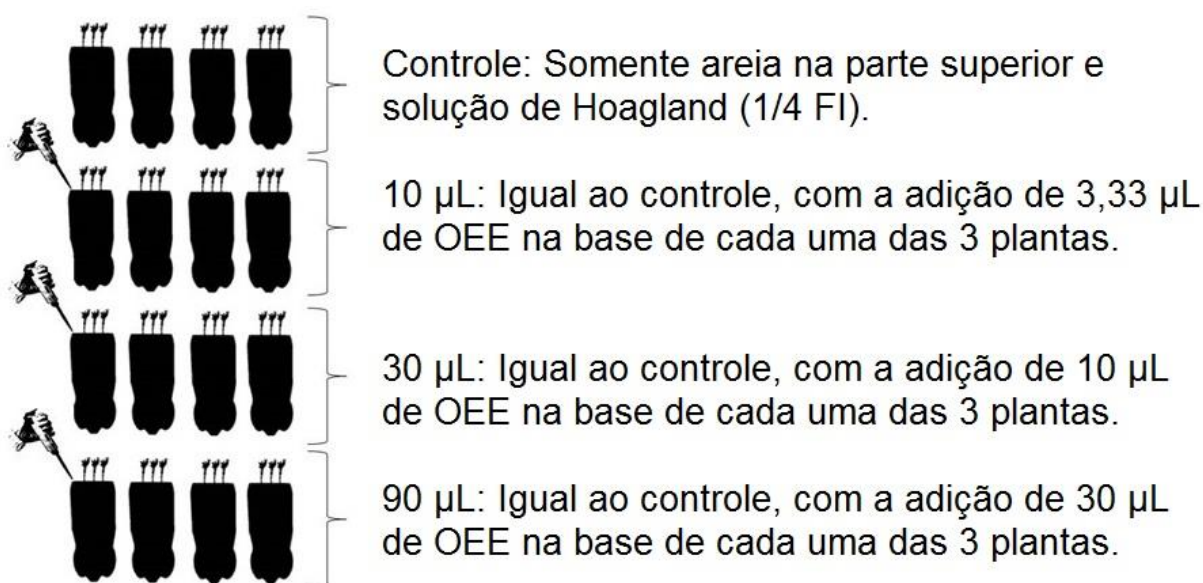 Controle: Somente areia na parte superior e
solução de Hoagland (1/4 FI).
10 µL: Igual ao controle, com a adição de 3,33 µL
de OEE na base de cada uma das 3 plantas.
30 µL: Igual ao controle, com a adição de 10 µL
de OEE na base de cada uma das 3 plantas.
90 µL: Igual ao controle, com a adição de 30 µL
de OEE na base de cada uma das 3 plantas.